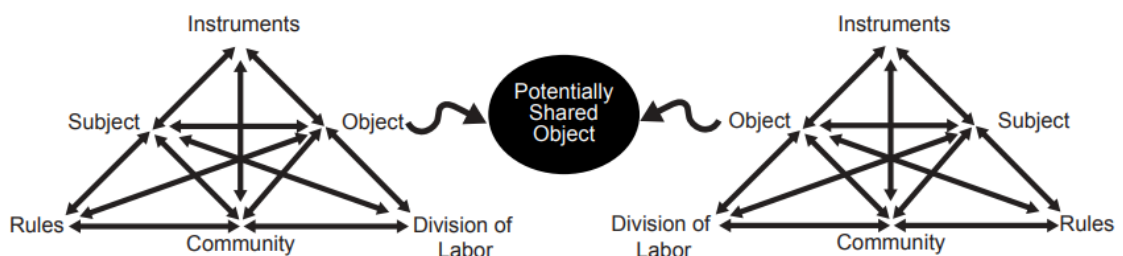 Instruments
Instruments
Potentially
Shared
Object
Subject
Object
Object
Subject
Rules
Community
Division of
Labor
Division of
Labor
Community
Rules